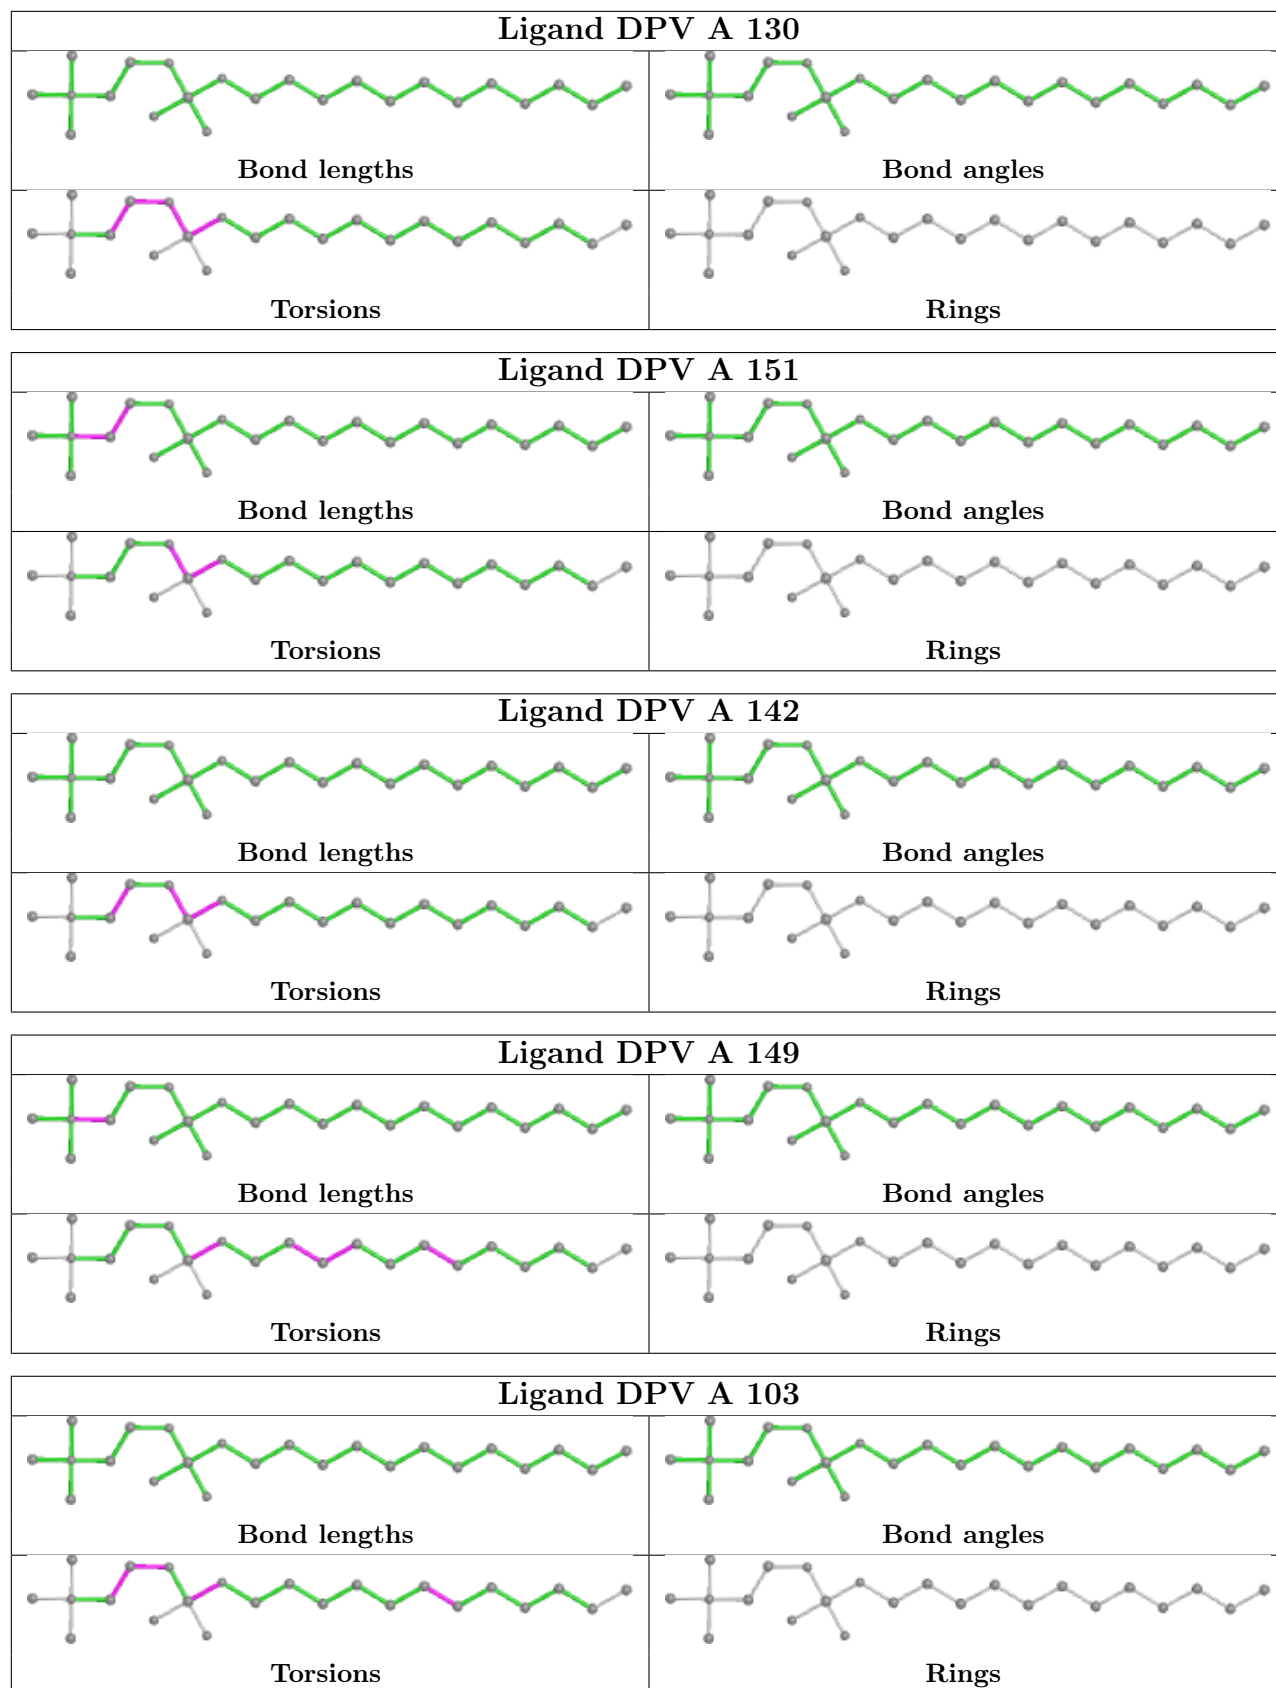 Ligand DPV A 130
Bond lengths
Bond angles
Torsions
Rings
Ligand DPV A 151
Bond lengths
Bond angles
Torsions
Rings
Ligand DPV A 142
Bond lengths
Bond angles
Torsions
Rings
Ligand DPV A 149
Bond lengths
Bond angles
Torsions
Rings
Ligand DPV A 103
Bond lengths
Bond angles
Torsions
Rings